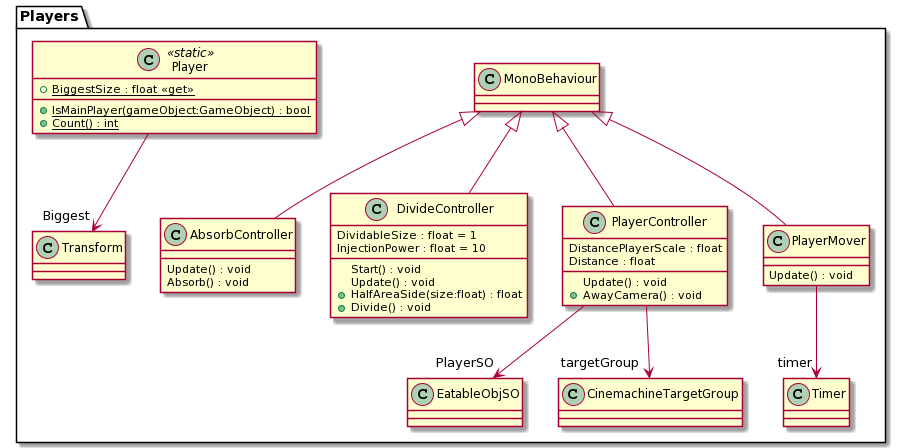 Players
C «static»
Player
BiggestSize : float «get»
IsMainPlayer(gameObject:GameObject) : bool
Count() : int
C MonoBehaviour
Biggest
C Transform
C AbsorbController
Update() : void
Absorb() : void
C DivideController
DividableSize : float = 1
InjectionPower : float = 10
Start() : void
Update() : void
HalfAreaSide(size:float) : float
Divide() : void
C PlayerController
DistancePlayerScale : float
Distance : float
Update() : void
AwayCamera() : void
C PlayerMover
Update() : void
PlayerSO
targetGroup
timer
C EatableObjSO
C CinemachineTargetGroup
C Timer